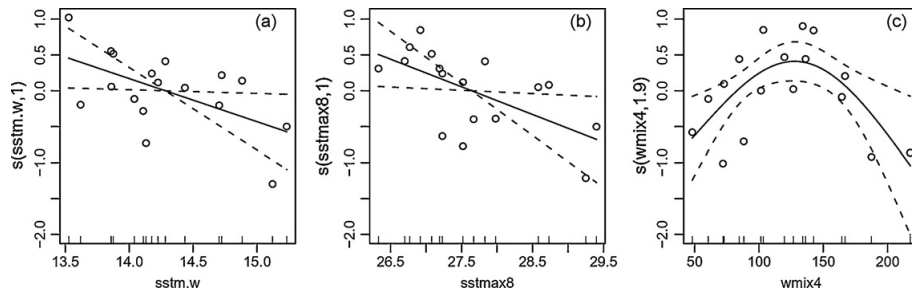 (a)
s(sstm.w,1)
1.0
0.5
0.0
-1.0
-2.0
13.5 14.0 14.5 15.0
sstm.w
(b)
s(sstmax8,1)
1.0
0.5
0.0
-1.0
-2.0
26.5 27.5 28.5 29.5
sstmax8
(c)
s(wmix4,1.9)
1.0
0.5
0.0
-1.0
-2.0
50 100 150 200
wmix4